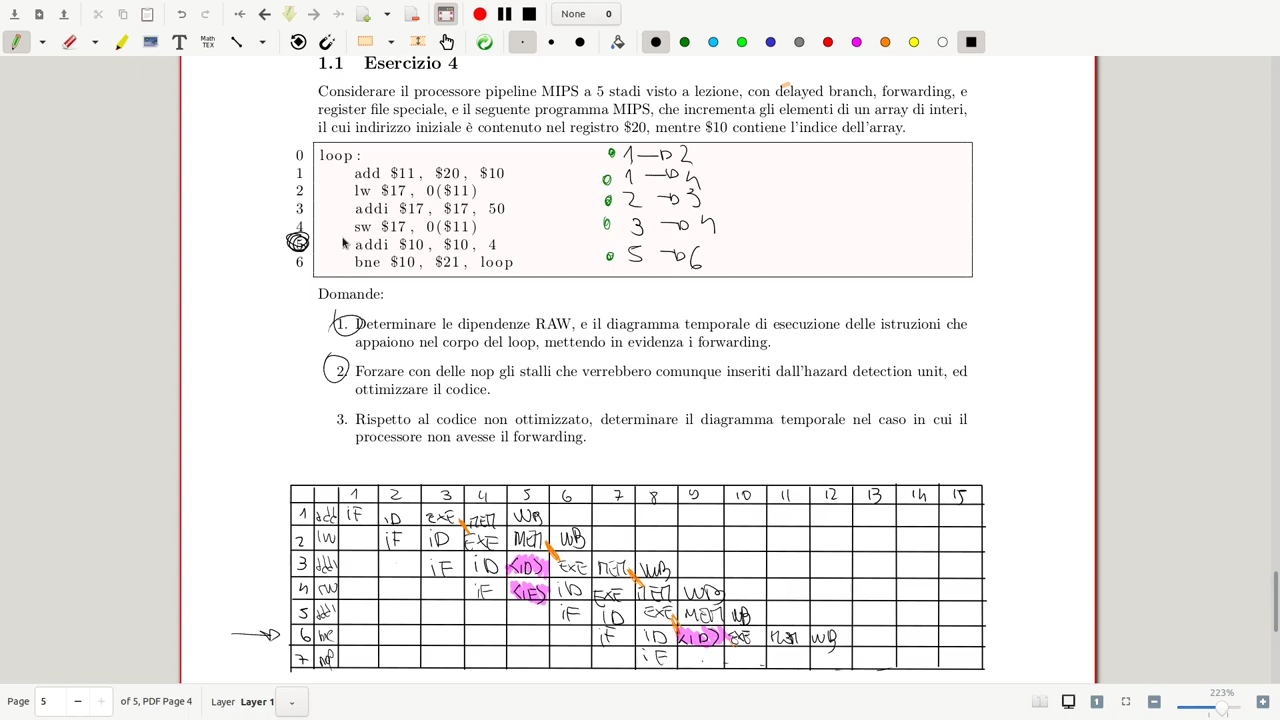 None 0
Math TEX
1.1 Esercizio 4
Considerare il processore pipeline MIPS a 5 stadi visto a lezione, con delayed branch, forwarding, e
register file speciale, e il seguente programma MIPS, che incrementa gli elementi di un array di interi,
il cui indirizzo iniziale è contenuto nel registro $20, mentre $10 contiene l'indice dell'array.
0 loop: 1→2
1 add $11, $20, $10 1→4
2 lw $17, 0($11) 2→3
3 addi $17, $17, 50
4 sw $17, 0($11) 3→4
5 addi $10, $10, 4 5→6
6 bne $10, $21, loop
Domande:
1. Determinare le dipendenze RAW, e il diagramma temporale di esecuzione delle istruzioni che
appaiono nel corpo del loop, mettendo in evidenza i forwarding.
2. Forzare con delle nop gli stalli che verrebbero comunque inseriti dall'hazard detection unit, ed
ottimizzare il codice.
3. Rispetto al codice non ottimizzato, determinare il diagramma temporale nel caso in cui il
processore non avesse il forwarding.
1 2 3 4 5 6 7 8 9 10 11 12 13 14 15
1 add IF ID EXE MEM WB
2 lw IF ID EXE MEM WB
3 addi IF ID (ID) EXE MEM WB
4 sw IF (IF) ID EXE MEM WB
5 addi IF ID EXE MEM WB
6 bne IF ID (ID) EXE MEM WB
7 nop IF
Page 5 of 5, PDF Page 4 Layer Layer 1 223%